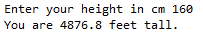 Enter your height in cm 160
You are 4876.8 feet tall.